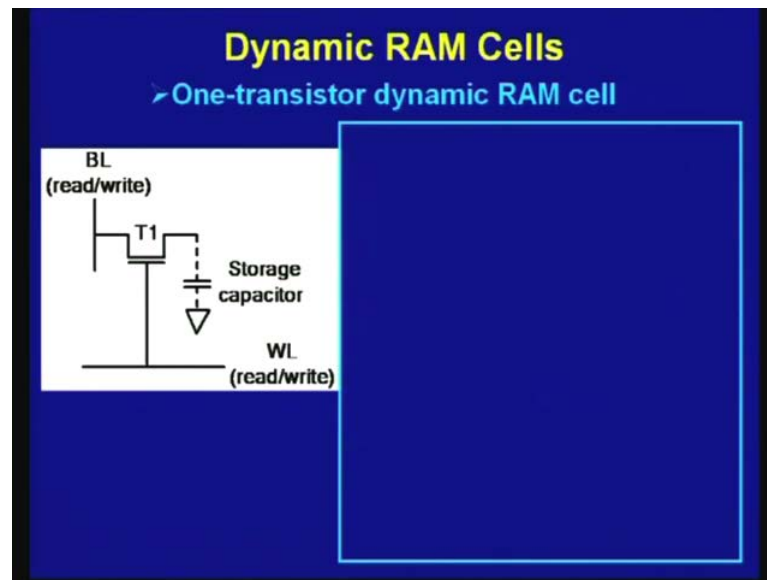 Dynamic RAM Cells
➢One-transistor dynamic RAM cell
BL
(read/write)
T1
Storage
capacitor
WL
(read/write)